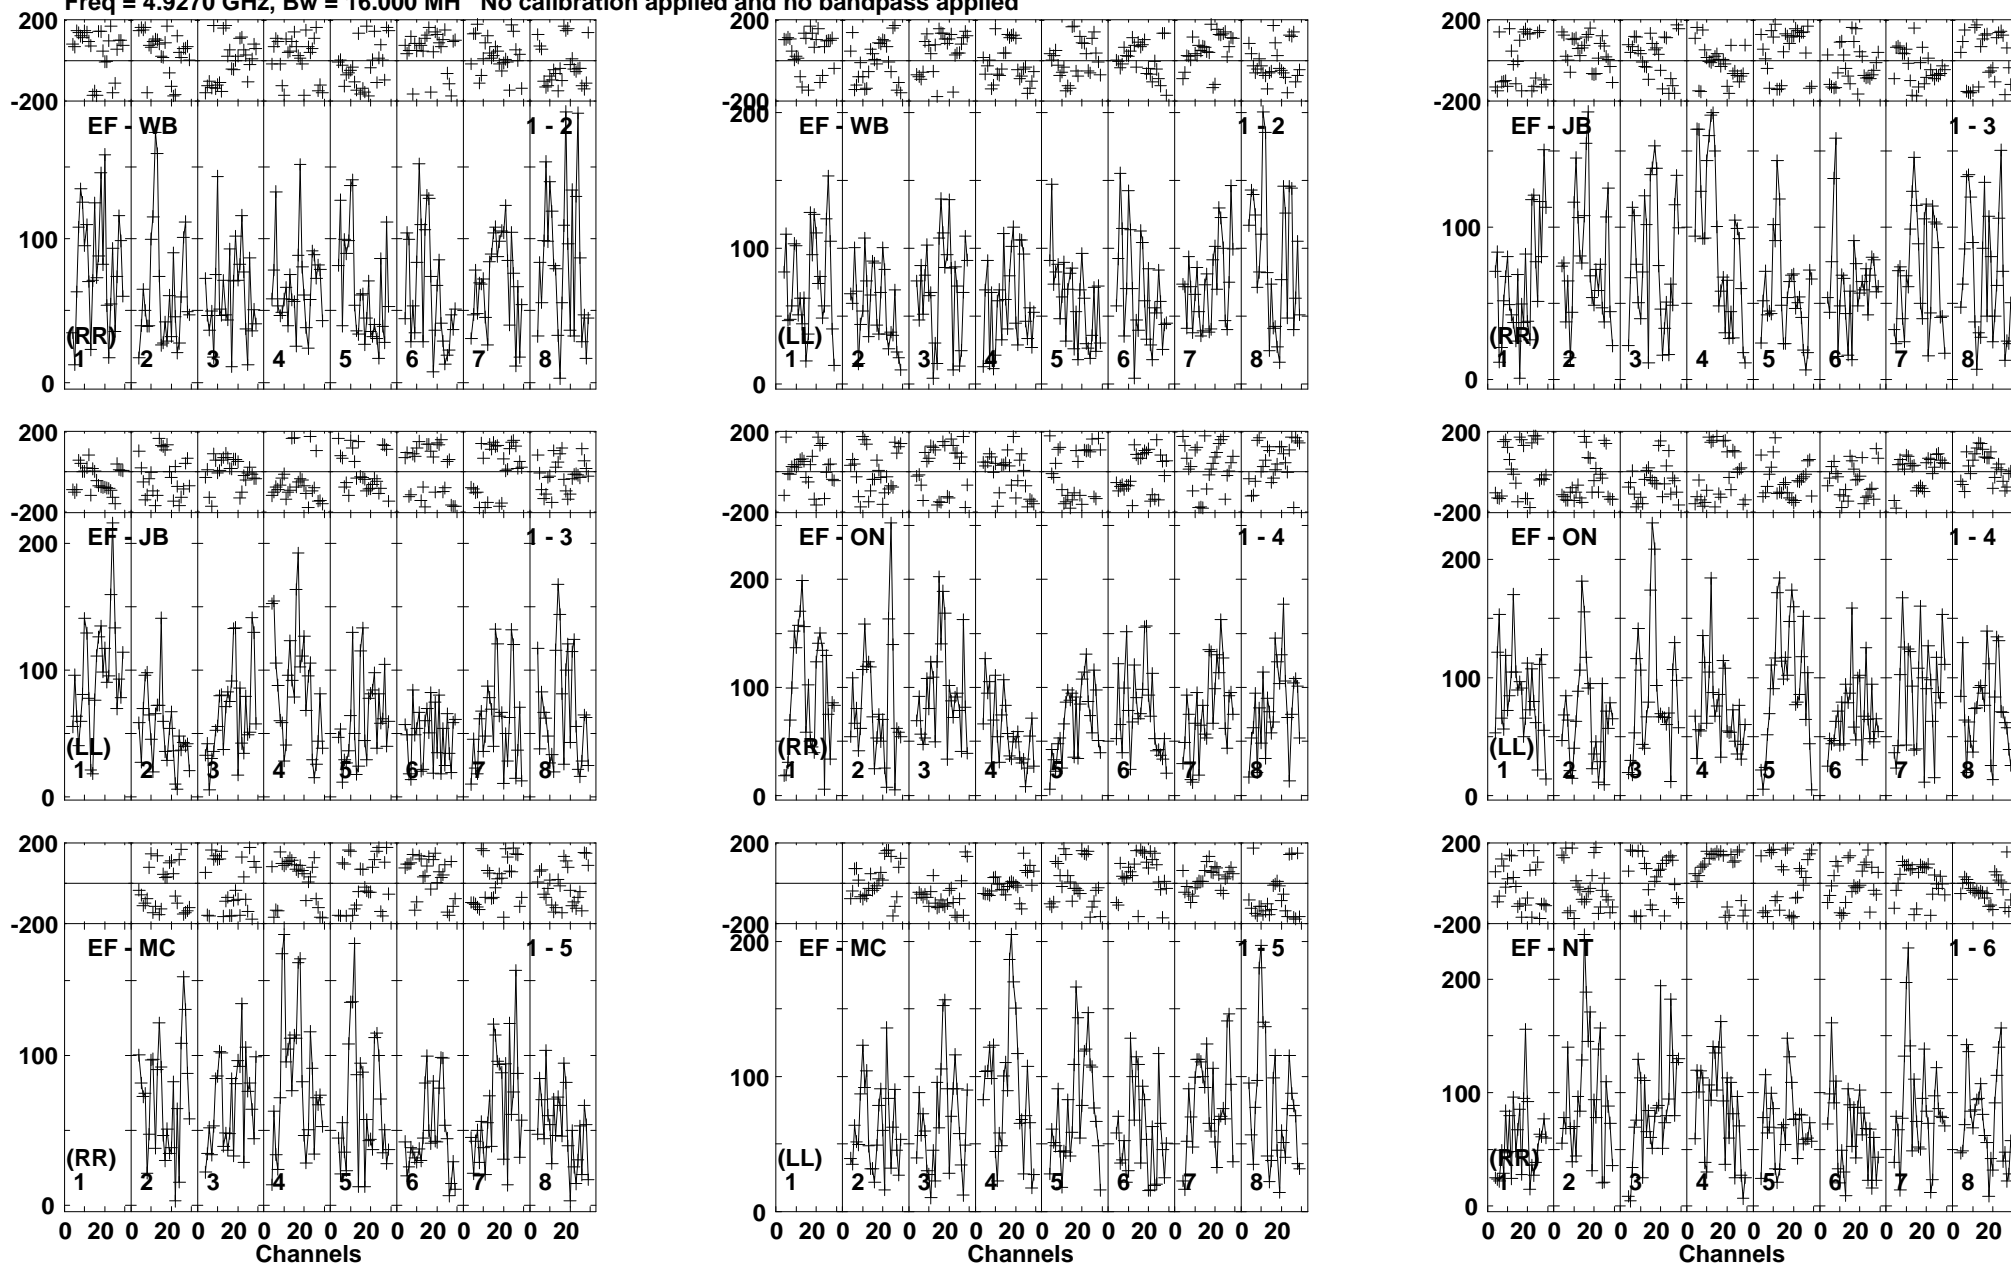 Freq = 4.9270 GHz, Bw = 16.000 MH No calibration applied and no bandpass applied
200 200 200
-200 -200 -200
200
EF - WB 1 - 2 EF - WB 1 - 2 EF - JB 1 - 3
100 100 100
(RR) (LL) (RR)
1 2 3 4 5 6 7 8 1 2 3 4 5 6 7 8 1 2 3 4 5 6 7 8
0 0 0
200 200 200
-200 -200 -200
EF - JB 1 - 3 EF - ON 1 - 4 EF - ON 1 - 4
200 200 200
100 100 100
(LL) (RR) (LL)
1 2 3 4 5 6 7 8 1 2 3 4 5 6 7 8 1 2 3 4 5 6 7 8
0 0 0
200 200 200
-200 -200 -200
EF - MC 1 - 5 EF - MC 1 - 5 EF - NT 1 - 6
200 200
100 100 100
(RR) (LL) (RR)
1 2 3 4 5 6 7 8 1 2 3 4 5 6 7 8 1 2 3 4 5 6 7 8
0 0 0
0 20 0 20 0 20 0 20 0 20 0 20 0 20 0 20 0 20 0 20 0 20 0 20 0 20 0 20 0 20 0 20 0 20 0 20 0 20 0 20 0 20 0 20 0 20 0 20
Channels Channels Channels